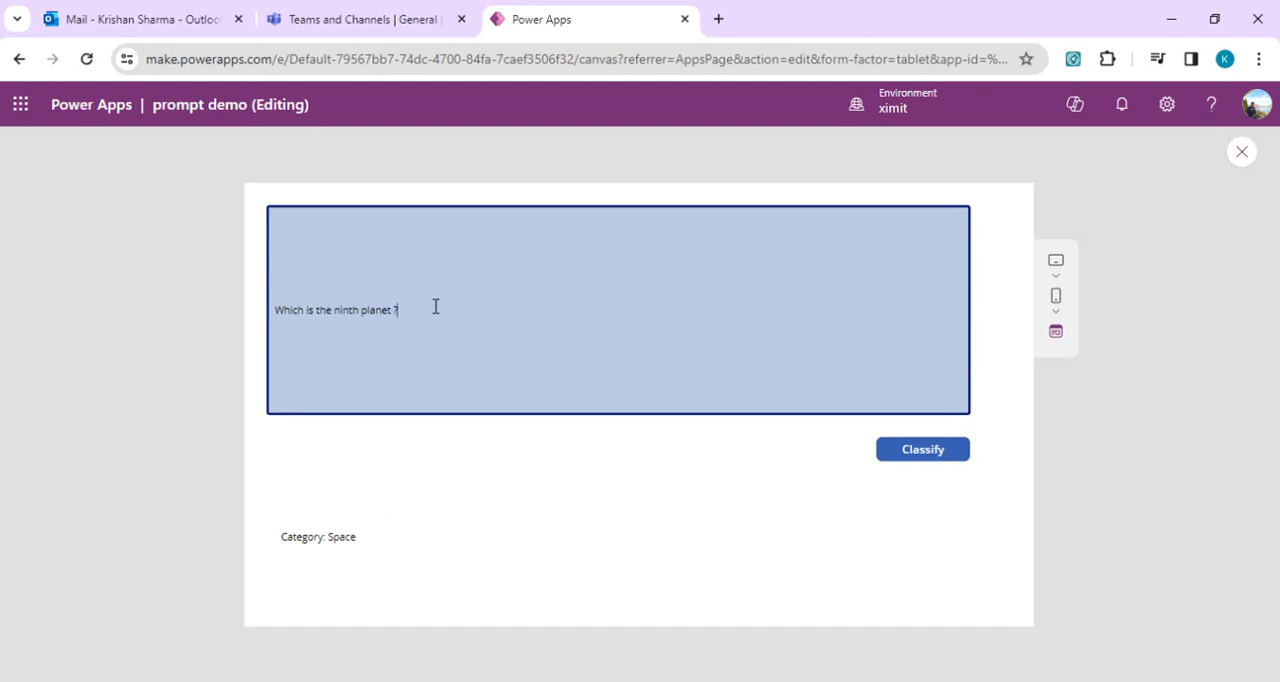 Mail - Krishan Sharma - Outlo
Teams and Channels | General |
Power Apps
make.powerapps.com/e/Default-79567bb7-74dc-4700-84fa-7caef3506f32/canvas?referrer=AppsPage&action=edit&form-factor=tablet&app-id=%...
K
Power Apps | prompt demo (Editing)
Environment
ximit
Which is the ninth planet ?
Classify
Category: Space